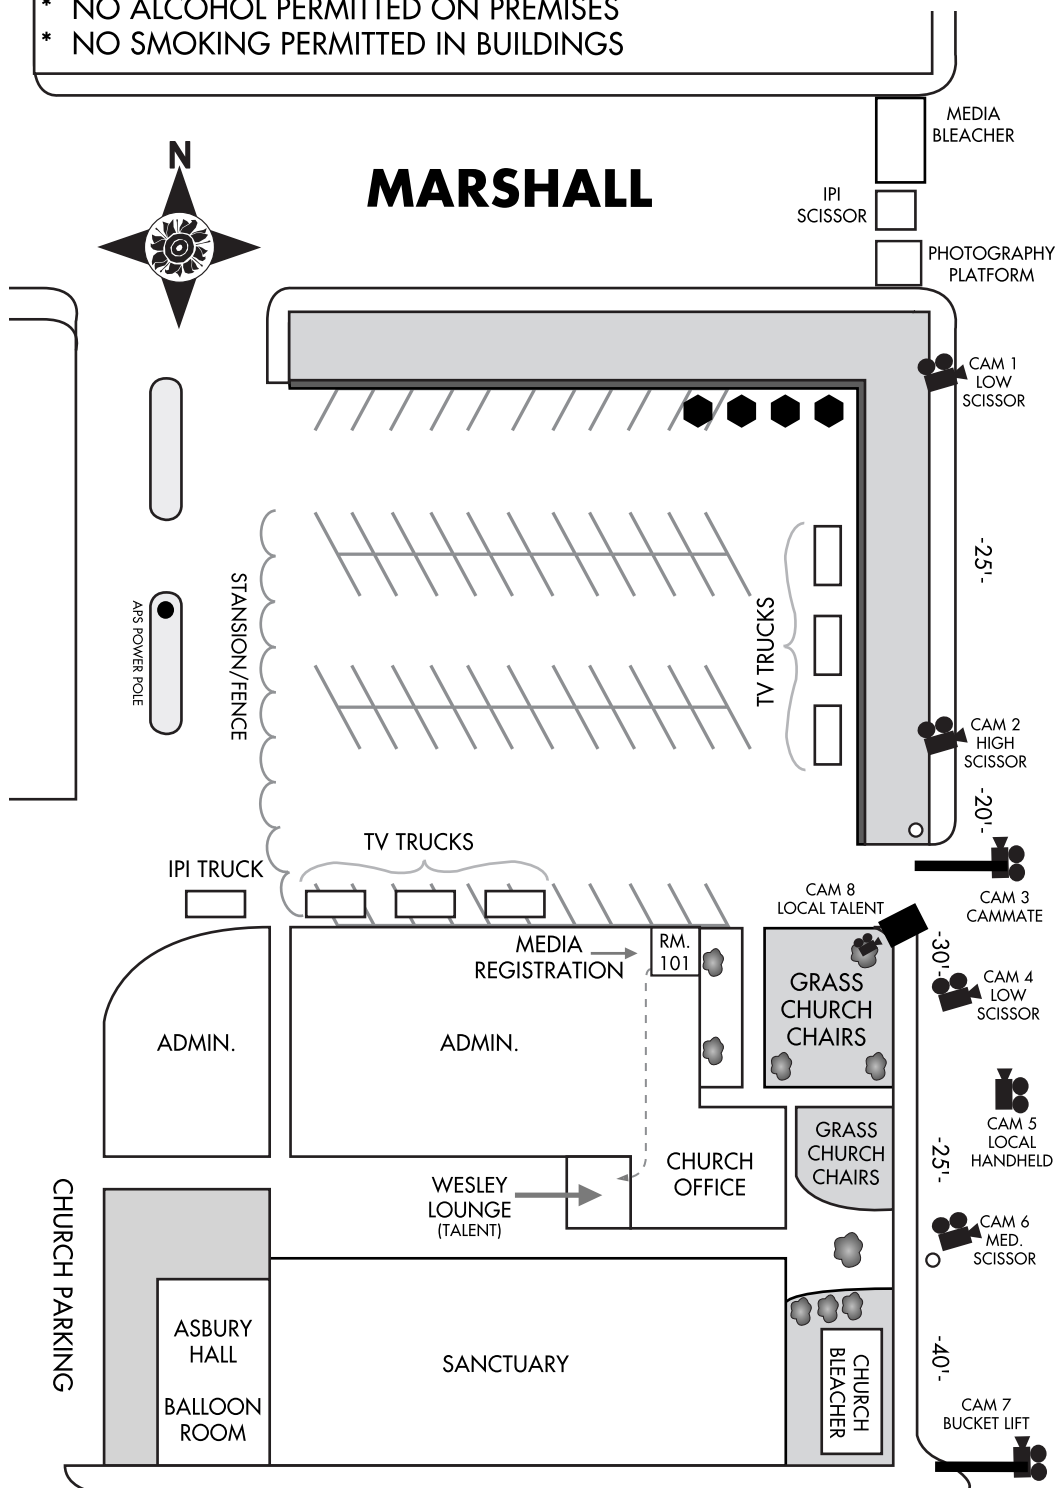 * NO ALCOHOL PERMITTED ON PREMISES
* NO SMOKING PERMITTED IN BUILDINGS
MEDIA
BLEACHER
N
MARSHALL
IPI
SCISSOR
PHOTOGRAPHY
PLATFORM
CAM 1
LOW
SCISSOR
-25'-
STANSION/FENCE
APS POWER POLE
TV TRUCKS
CAM 2
HIGH
SCISSOR
-20'-
TV TRUCKS
IPI TRUCK
CAM 8
LOCAL TALENT
CAM 3
CAMMATE
MEDIA
REGISTRATION
RM.
101
-30'-
GRASS
CHURCH
CHAIRS
CAM 4
LOW
SCISSOR
ADMIN.
ADMIN.
CAM 5
LOCAL
HANDHELD
GRASS
CHURCH
CHAIRS
-25'-
CHURCH
OFFICE
WESLEY
LOUNGE
(TALENT)
CAM 6
MED.
SCISSOR
CHURCH PARKING
ASBURY
HALL
BALLOON
ROOM
SANCTUARY
CHURCH
BLEACHER
-40'-
CAM 7
BUCKET LIFT